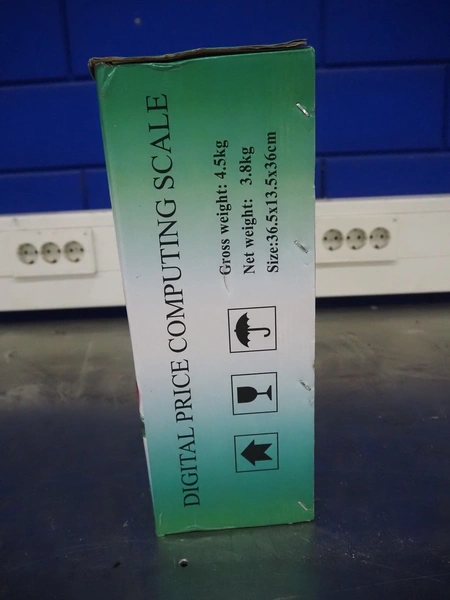 DIGITAL PRICE COMPUTING SCALE
Gross weight: 4.5kg
Net weight: 3.8kg
Size:36.5x13.5x36cm